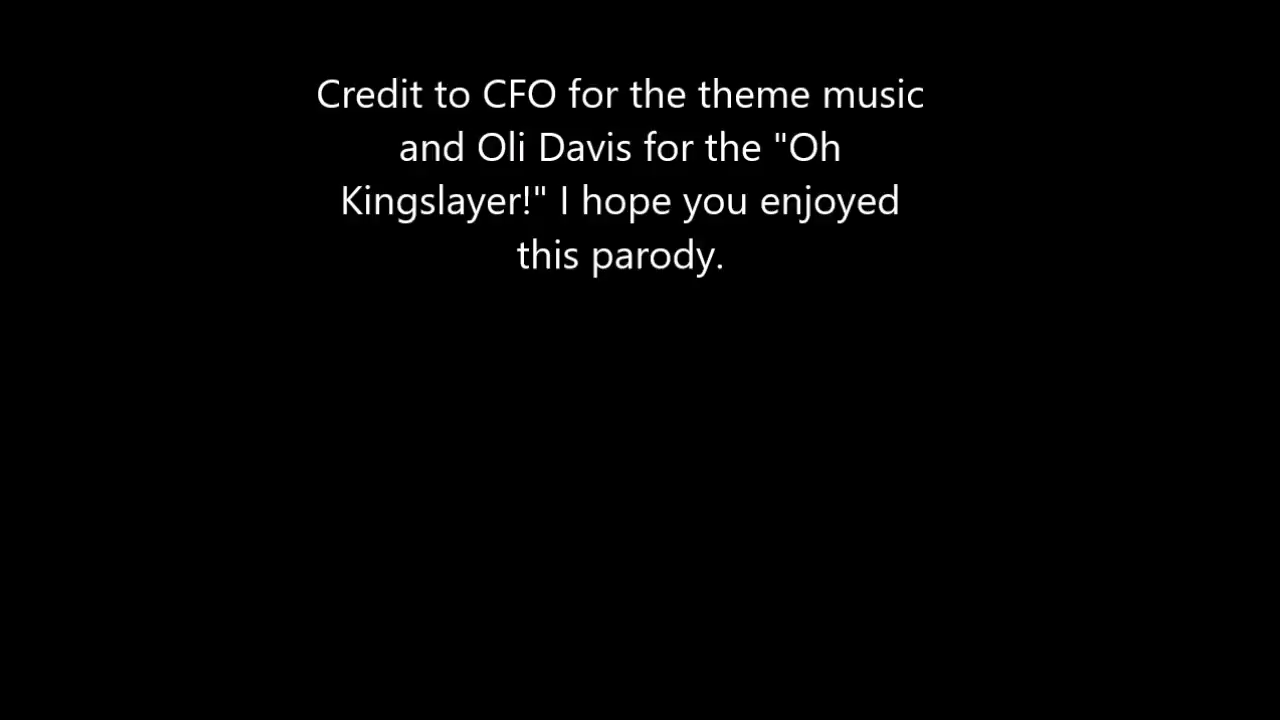 Credit to CFO for the theme music
and Oli Davis for the "Oh
Kingslayer!" I hope you enjoyed
this parody.